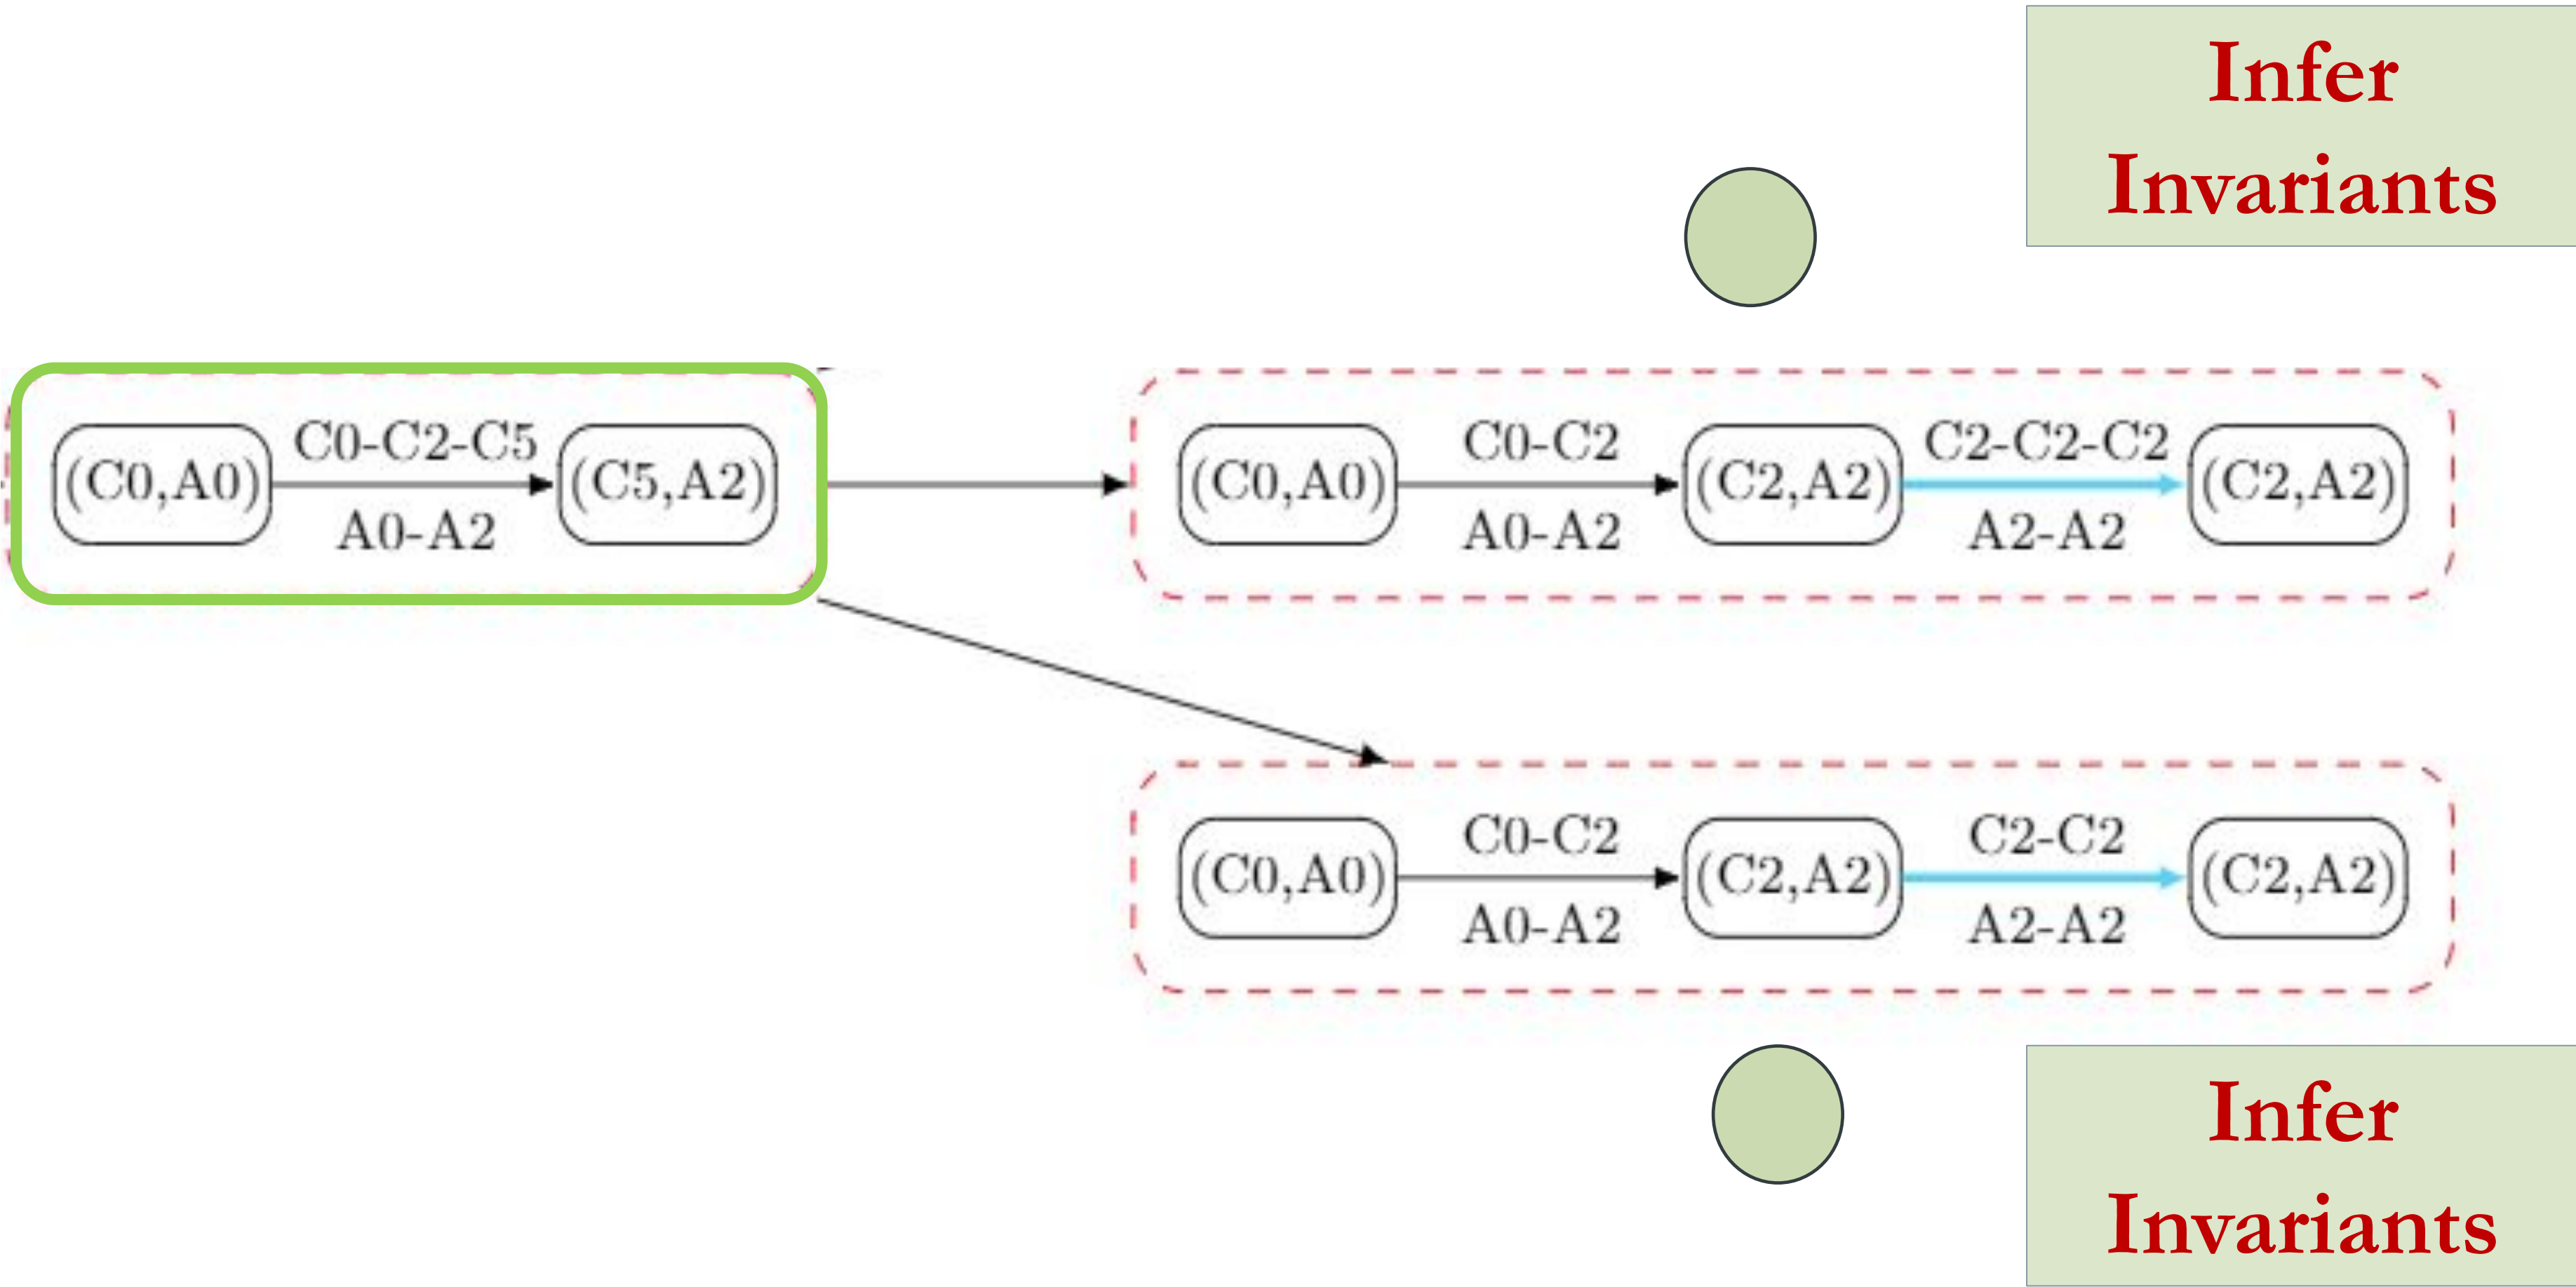 Infer
Invariants
C0-C2-C5
(C0,A0) (C5,A2)
A0-A2
C0-C2 C2-C2-C2
(C0,A0) (C2,A2) (C2,A2)
A0-A2 A2-A2
C0-C2 C2-C2
(C0,A0) (C2,A2) (C2,A2)
A0-A2 A2-A2
Infer
Invariants